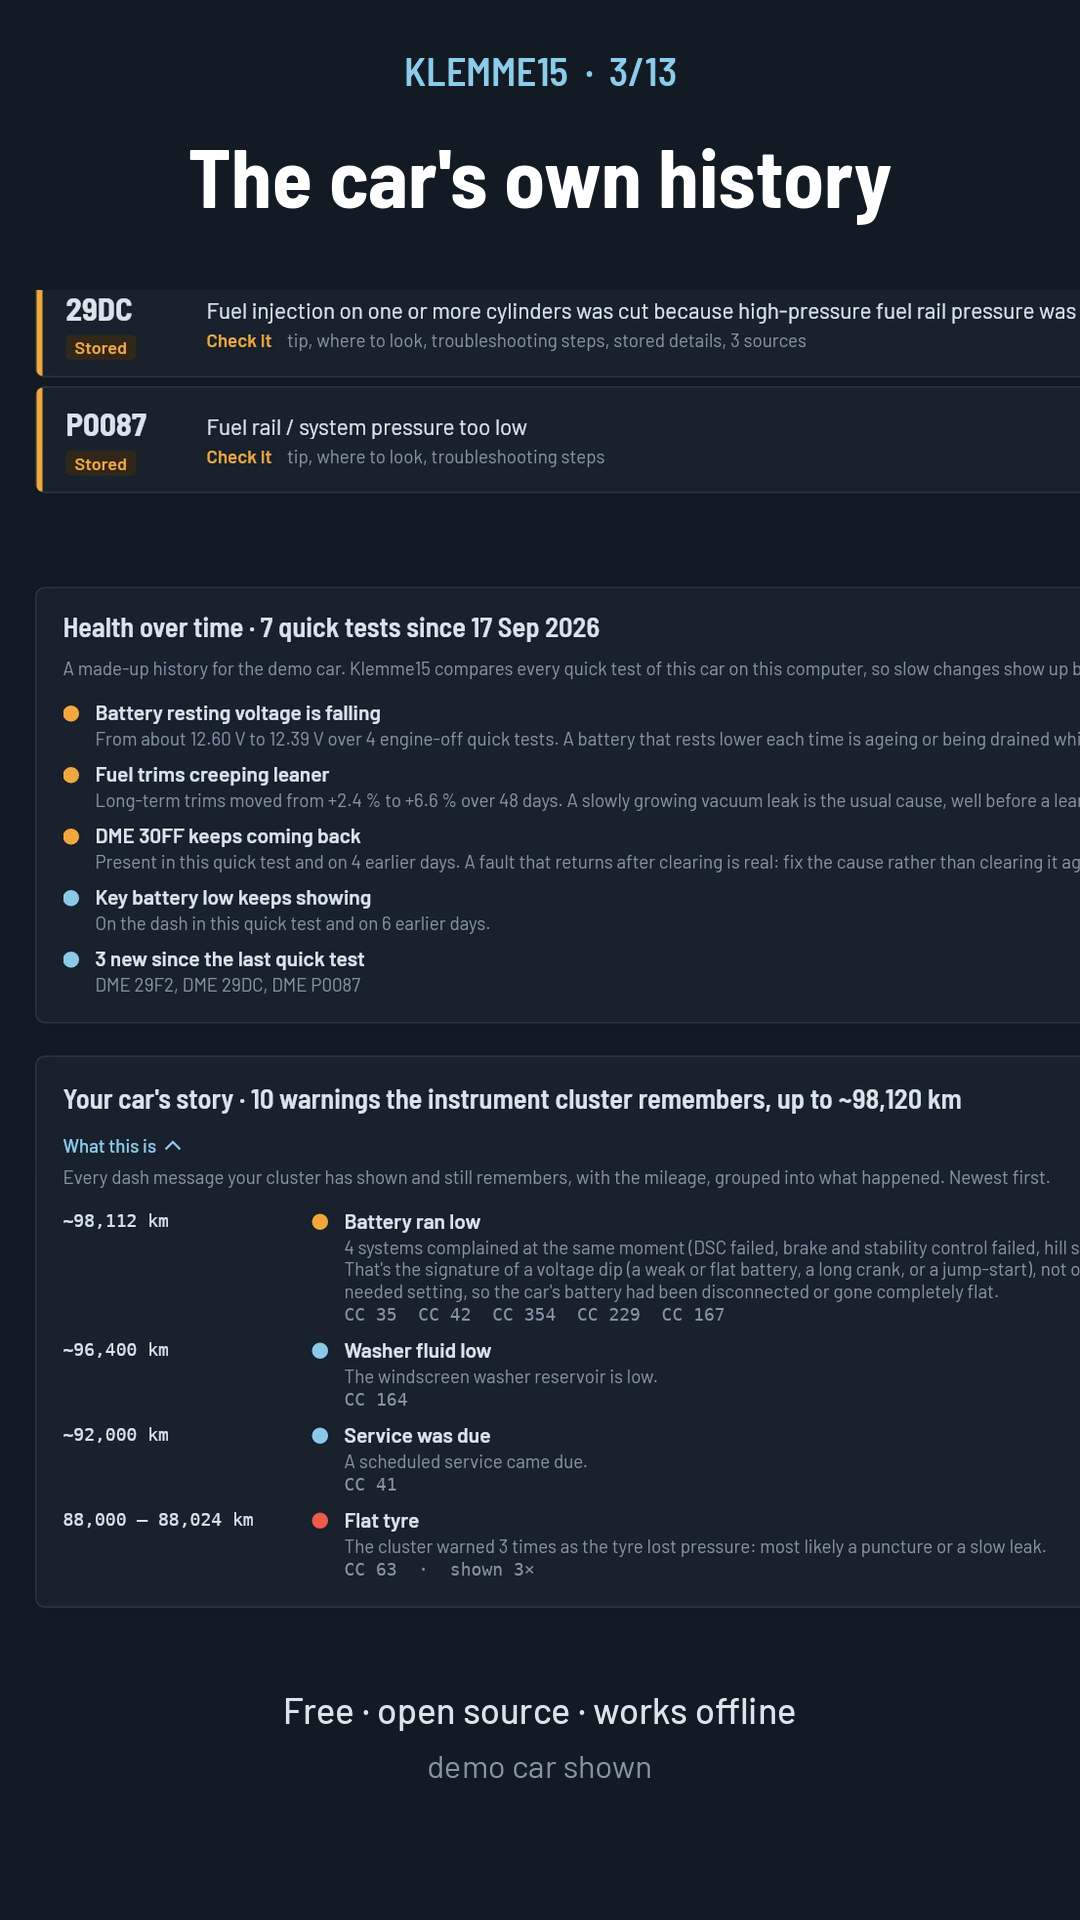 KLEMME15 · 3/13
The car's own history
29DC
Fuel injection on one or more cylinders was cut because high-pressure fuel rail pressure was
Stored
Check it tip, where to look, troubleshooting steps, stored details, 3 sources
P0087
Fuel rail / system pressure too low
Stored
Check it tip, where to look, troubleshooting steps
Health over time · 7 quick tests since 17 Sep 2026
A made-up history for the demo car. Klemme15 compares every quick test of this car on this computer, so slow changes show up
Battery resting voltage is falling
From about 12.60 V to 12.39 V over 4 engine-off quick tests. A battery that rests lower each time is ageing or being drained
Fuel trims creeping leaner
Long-term trims moved from +2.4 % to +6.6 % over 48 days. A slowly growing vacuum leak is the usual cause, well before a
DME 30FF keeps coming back
Present in this quick test and on 4 earlier days. A fault that returns after clearing is real: fix the cause rather than clearing it
Key battery low keeps showing
On the dash in this quick test and on 6 earlier days.
3 new since the last quick test
DME 29F2, DME 29DC, DME P0087
Your car's story · 10 warnings the instrument cluster remembers, up to ~98,120 km
What this is
Every dash message your cluster has shown and still remembers, with the mileage, grouped into what happened. Newest first.
~98,112 km
Battery ran low
4 systems complained at the same moment (DSC failed, brake and stability control failed, hill
That's the signature of a voltage dip (a weak or flat battery, a long crank, or a jump-start), not
needed setting, so the car's battery had been disconnected or gone completely flat.
CC 35 CC 42 CC 354 CC 229 CC 167
~96,400 km
Washer fluid low
The windscreen washer reservoir is low.
CC 164
~92,000 km
Service was due
A scheduled service came due.
CC 41
88,000 – 88,024 km
Flat tyre
The cluster warned 3 times as the tyre lost pressure: most likely a puncture or a slow leak.
CC 63 · shown 3×
Free · open source · works offline
demo car shown